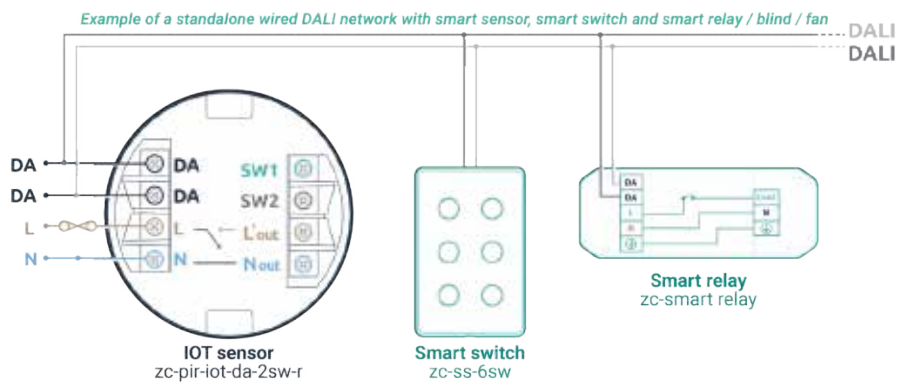 Example of a standalone wired DALI network with smart sensor, smart switch and smart relay / blind / fan
DALI
DALI
DA DA SW1
DA DA SW2
L L L'out
N N Nout
DA
DA
L
N
IOT sensor
zc-pir-iot-da-2sw-r
Smart switch
zc-ss-6sw
Smart relay
zc-smart relay